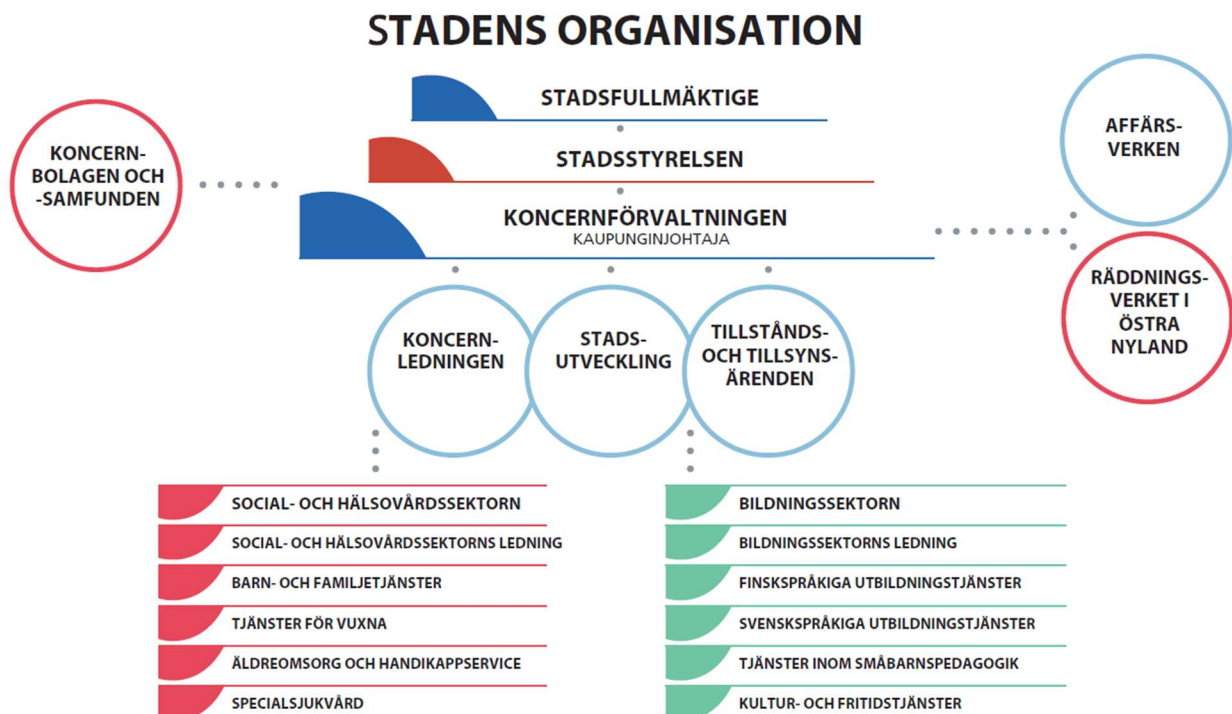 STADENS ORGANISATION
STADSFULLMÄKTIGE
STADSSTYRELSEN
KONCERNFÖRVALTNINGEN
KAUPUNGINJOHTAJA
KONCERN-
BOLAGEN OCH
-SAMFUNDEN
AFFÄRS-
VERKEN
RÄDDNINGS-
VERKET I
ÖSTRA
NYLAND
KONCERN-
LEDNINGEN
STADS-
UTVECKLING
TILLSTÅNDS-
OCH TILLSYNS-
ÄRENDEN
SOCIAL- OCH HÄLSOVÅRDSSEKTORN
SOCIAL- OCH HÄLSOVÅRDSSEKTORNS LEDNING
BARN- OCH FAMILJETJÄNSTER
TJÄNSTER FÖR VUXNA
ÄLDREOMSORG OCH HANDIKAPPSERVICE
SPECIALSJUKVÅRD
BILDNINGSSEKTORN
BILDNINGSSEKTORNS LEDNING
FINSKSPRÅKIGA UTBILDNINGSTJÄNSTER
SVENSKSPRÅKIGA UTBILDNINGSTJÄNSTER
TJÄNSTER INOM SMÅBARNSPEDAGOGIK
KULTUR- OCH FRITIDSTJÄNSTER